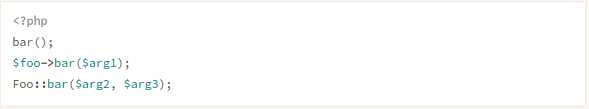 <?php
bar();
$foo->bar($arg1);
Foo::bar($arg2, $arg3);